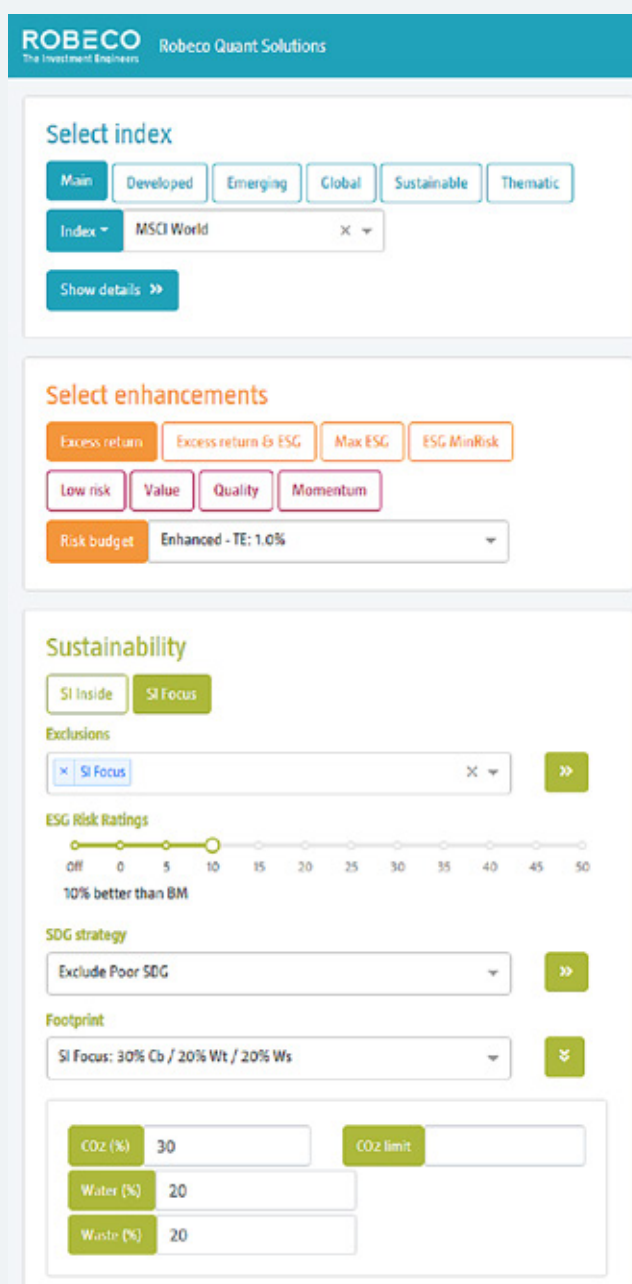 ROBECO Robeco Quant Solutions
The Investment Engineers
Select index
Main Developed Emerging Global Sustainable Thematic
Index MSCI World
Show details »
Select enhancements
Excess return Excess return & ESG Max ESG ESG MinRisk
Low risk Value Quality Momentum
Risk budget Enhanced - TE: 1.0%
Sustainability
SI Inside SI Focus
Exclusions
× SI Focus
ESG Risk Ratings
Off 0 5 10 15 20 25 30 35 40 45 50
10% better than BM
SDG strategy
Exclude Poor SDG
Footprint
SI Focus: 30% Cb / 20% Wt / 20% Ws
CO2 (%) 30 CO2 limit
Water (%) 20
Waste (%) 20